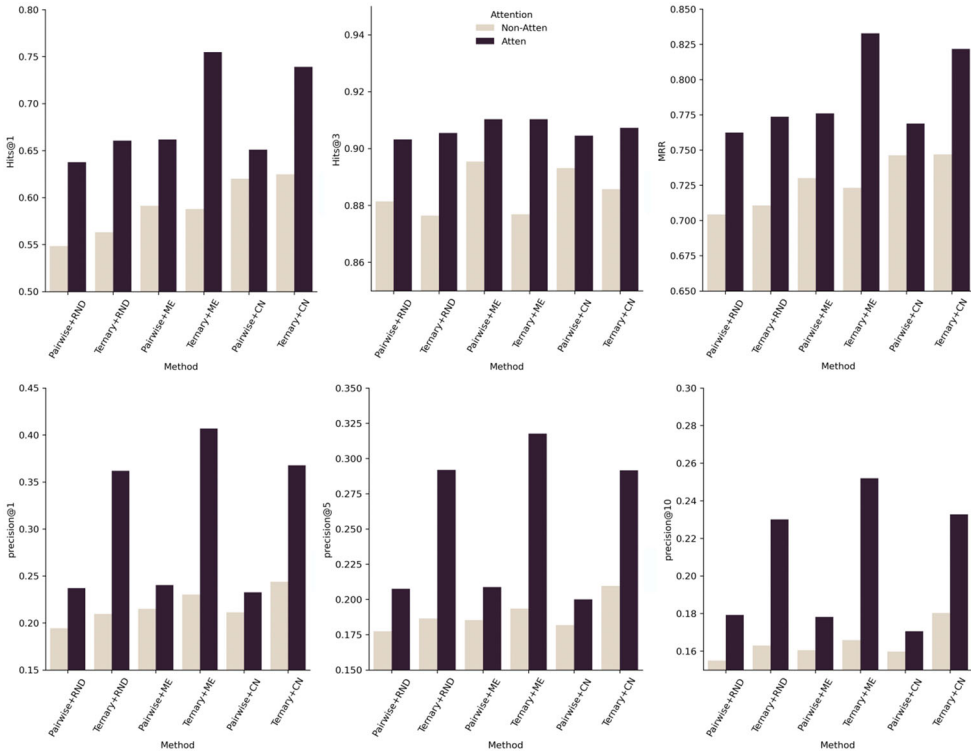 Hits@1
0.80
0.75
0.70
0.65
0.60
0.55
0.50
Pairwise+RND
Ternary+RND
Pairwise+ME
Ternary+ME
Pairwise+CN
Ternary+CN
Method
Hits@3
0.94
0.92
0.90
0.88
0.86
Attention
Non-Atten
Atten
Pairwise+RND
Ternary+RND
Pairwise+ME
Ternary+ME
Pairwise+CN
Ternary+CN
Method
MRR
0.850
0.825
0.800
0.775
0.750
0.725
0.700
0.675
0.650
Pairwise+RND
Ternary+RND
Pairwise+ME
Ternary+ME
Pairwise+CN
Ternary+CN
Method
precision@1
0.45
0.40
0.35
0.30
0.25
0.20
0.15
Pairwise+RND
Ternary+RND
Pairwise+ME
Ternary+ME
Pairwise+CN
Ternary+CN
Method
precision@5
0.350
0.325
0.300
0.275
0.250
0.225
0.200
0.175
0.150
Pairwise+RND
Ternary+RND
Pairwise+ME
Ternary+ME
Pairwise+CN
Ternary+CN
Method
precision@10
0.30
0.28
0.26
0.24
0.22
0.20
0.18
0.16
Pairwise+RND
Ternary+RND
Pairwise+ME
Ternary+ME
Pairwise+CN
Ternary+CN
Method